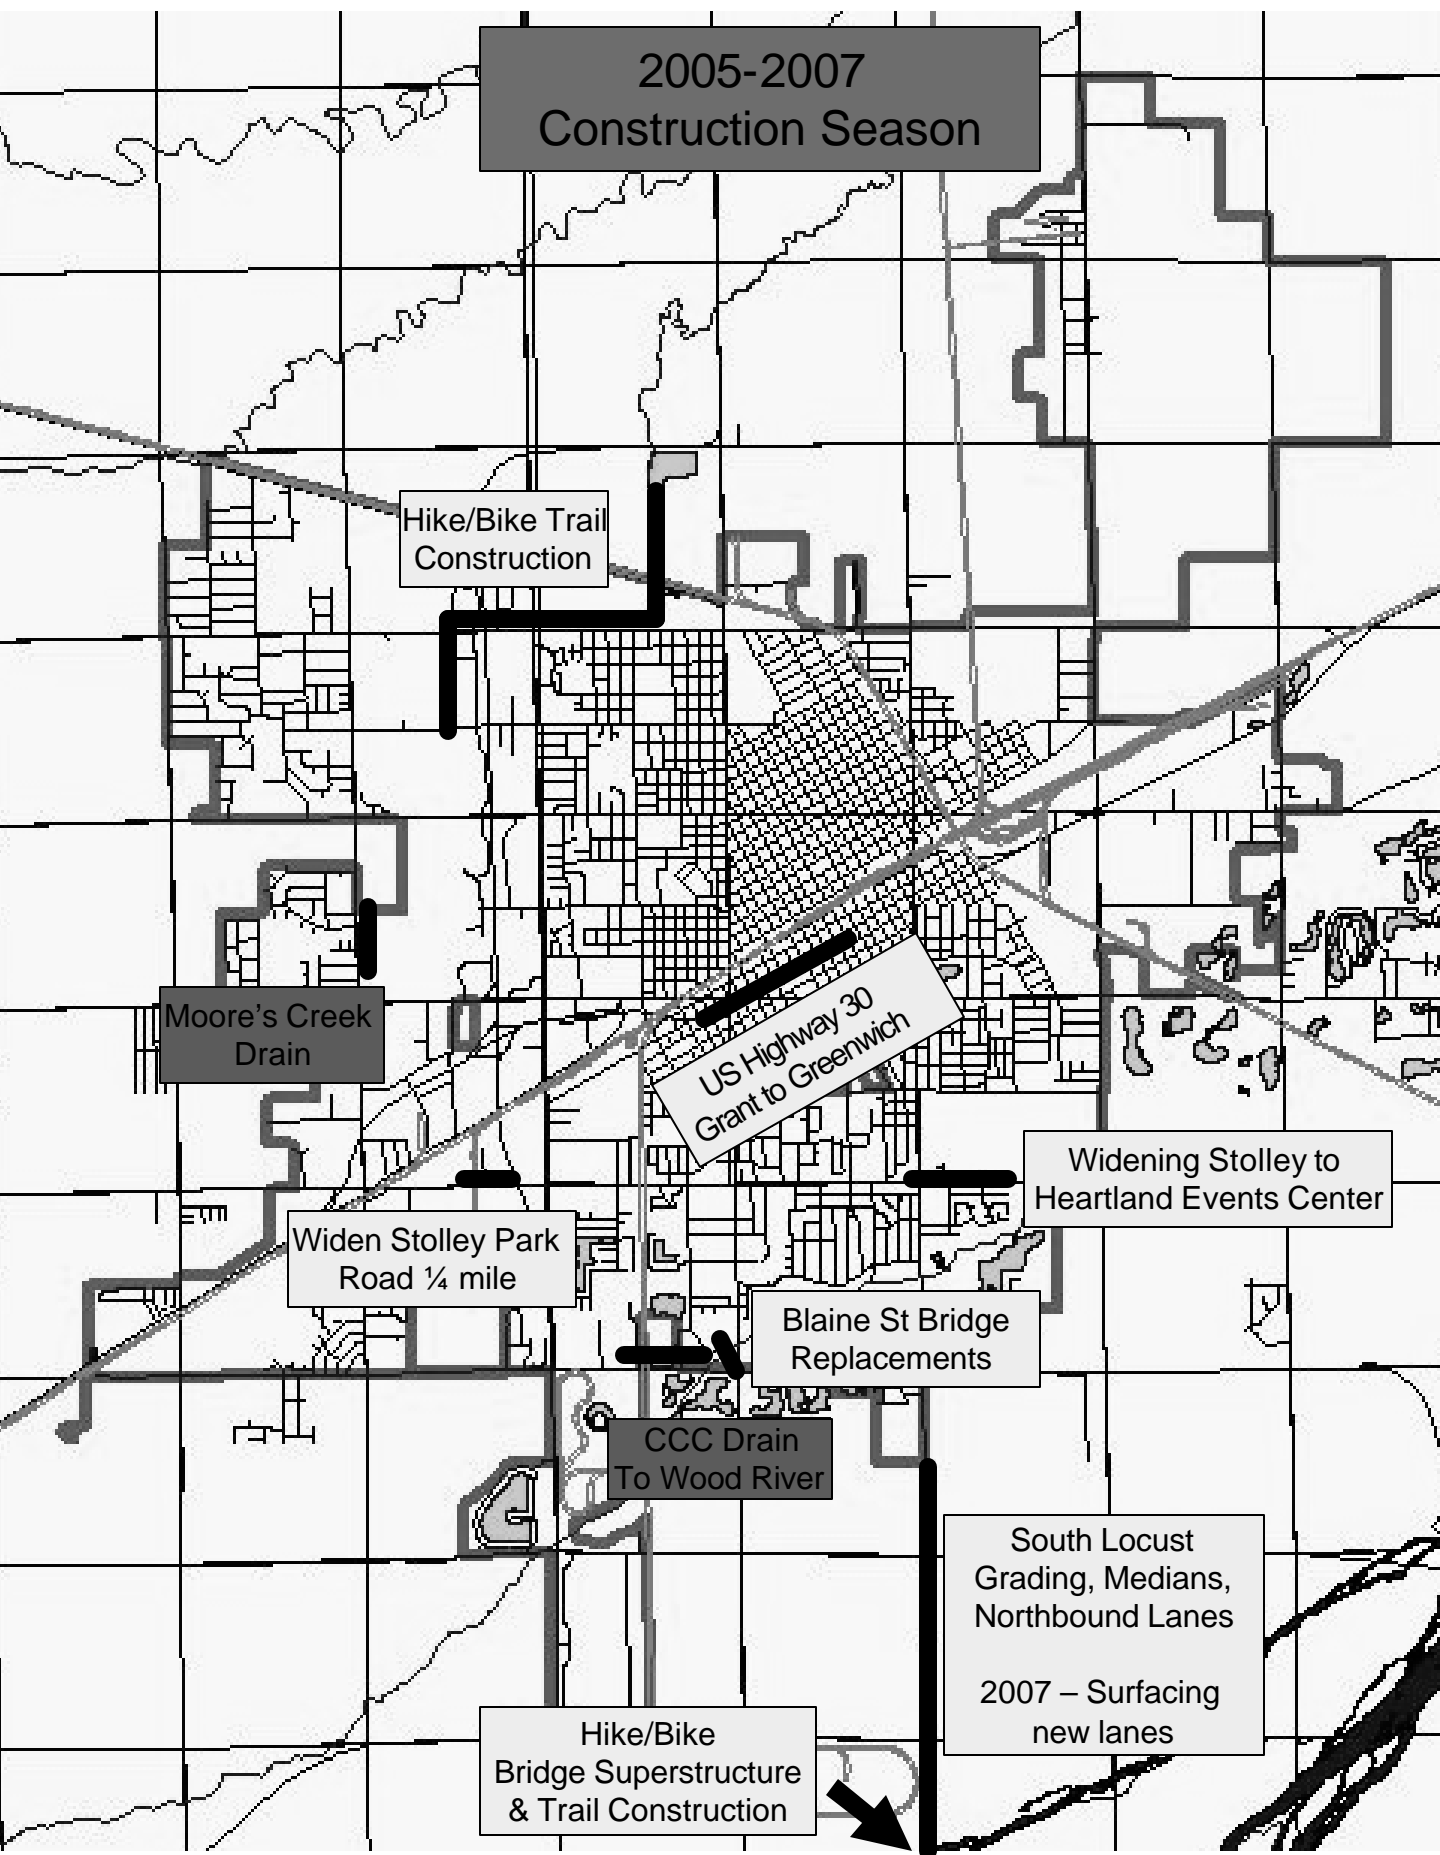 2005-2007
Construction Season
Hike/Bike Trail
Construction
Moore's Creek
Drain
US Highway 30
Grant to Greenwich
Widening Stolley to
Heartland Events Center
Widen Stolley Park
Road ¼ mile
Blaine St Bridge
Replacements
CCC Drain
To Wood River
South Locust
Grading, Medians,
Northbound Lanes
2007 – Surfacing
new lanes
Hike/Bike
Bridge Superstructure
& Trail Construction